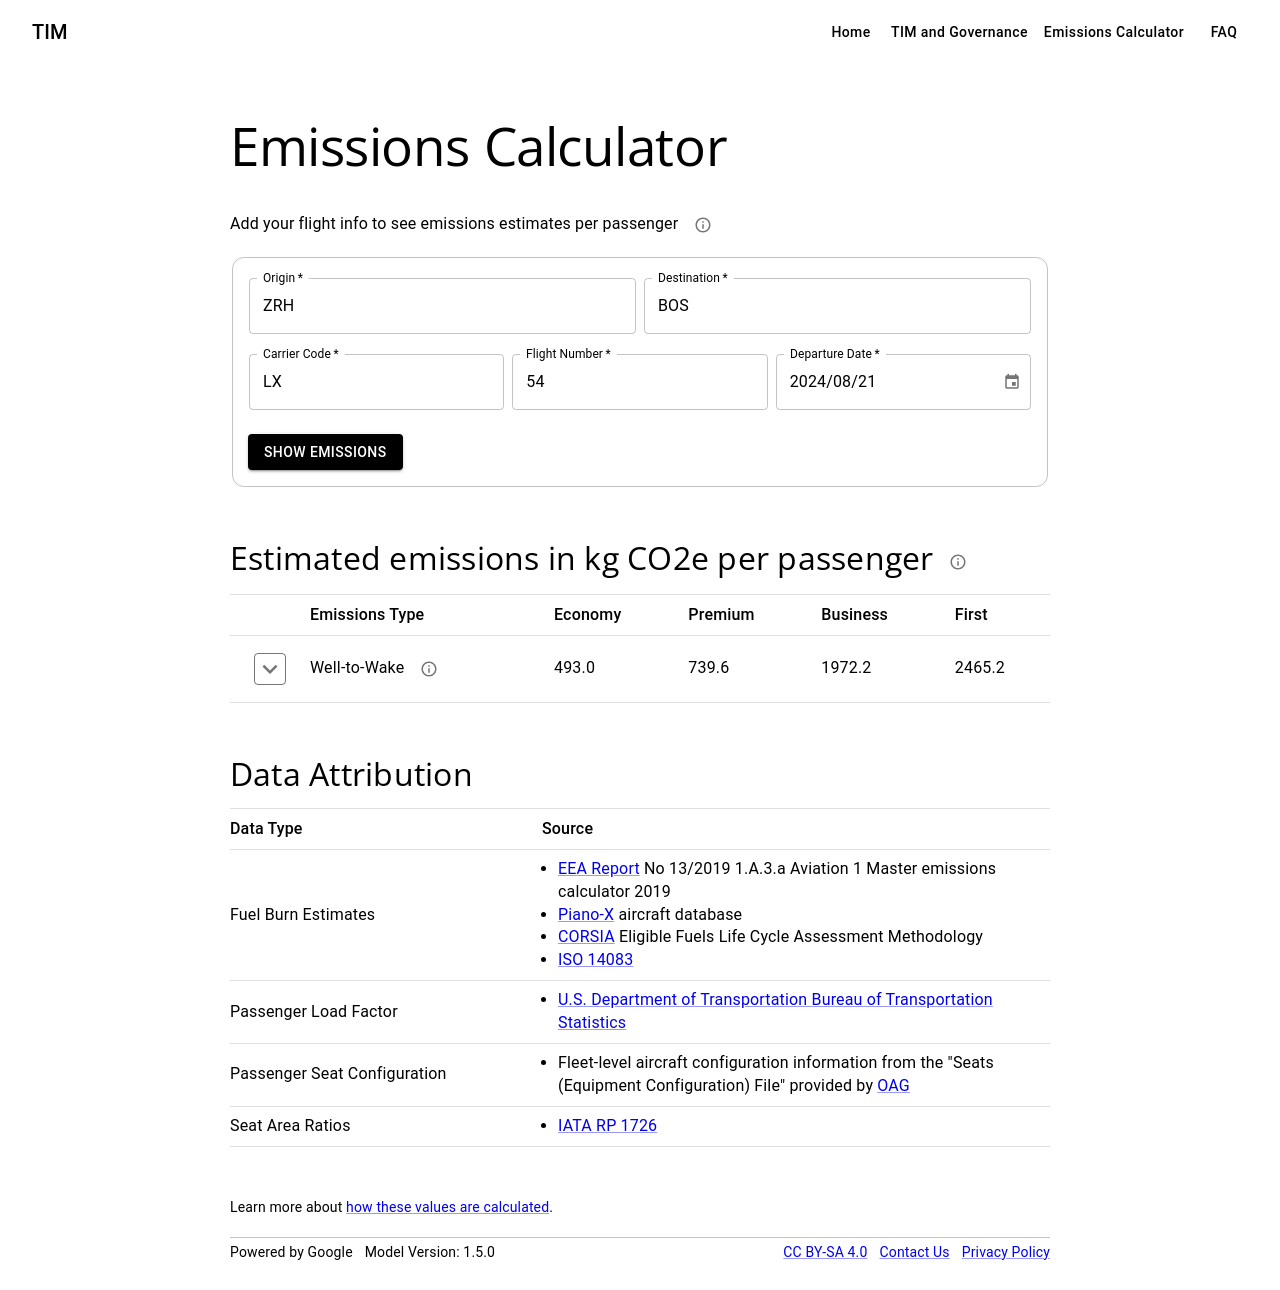 TIM
Home TIM and Governance Emissions Calculator FAQ
Emissions Calculator
Add your flight info to see emissions estimates per passenger
Origin *
ZRH
Destination *
BOS
Carrier Code *
LX
Flight Number *
54
Departure Date *
2024/08/21
SHOW EMISSIONS
Estimated emissions in kg CO2e per passenger
Emissions Type Economy Premium Business First
Well-to-Wake 493.0 739.6 1972.2 2465.2
Data Attribution
Data Type Source
Fuel Burn Estimates
• EEA Report No 13/2019 1.A.3.a Aviation 1 Master emissions
calculator 2019
• Piano-X aircraft database
• CORSIA Eligible Fuels Life Cycle Assessment Methodology
• ISO 14083
Passenger Load Factor
• U.S. Department of Transportation Bureau of Transportation
Statistics
Passenger Seat Configuration
• Fleet-level aircraft configuration information from the "Seats
(Equipment Configuration) File" provided by OAG
Seat Area Ratios
• IATA RP 1726
Learn more about how these values are calculated.
Powered by Google Model Version: 1.5.0 CC BY-SA 4.0 Contact Us Privacy Policy